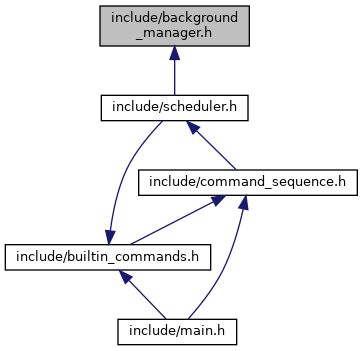 include/background
_manager.h
include/scheduler.h
include/command_sequence.h
include/builtin_commands.h
include/main.h